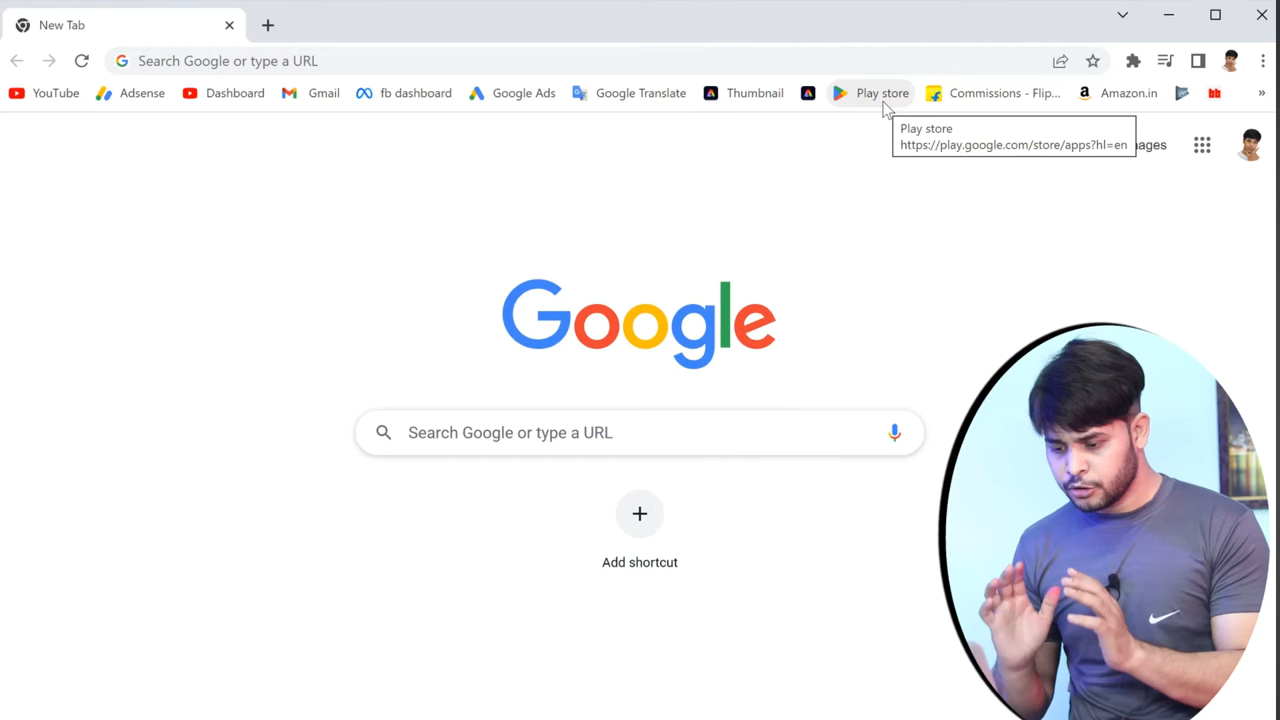 New Tab
Search Google or type a URL
YouTube Adsense Dashboard Gmail fb dashboard Google Ads Google Translate Thumbnail Play store Commissions - Flip... Amazon.in bb »
Play store
https://play.google.com/store/apps?hl=en
ages
Google
Search Google or type a URL
Add shortcut